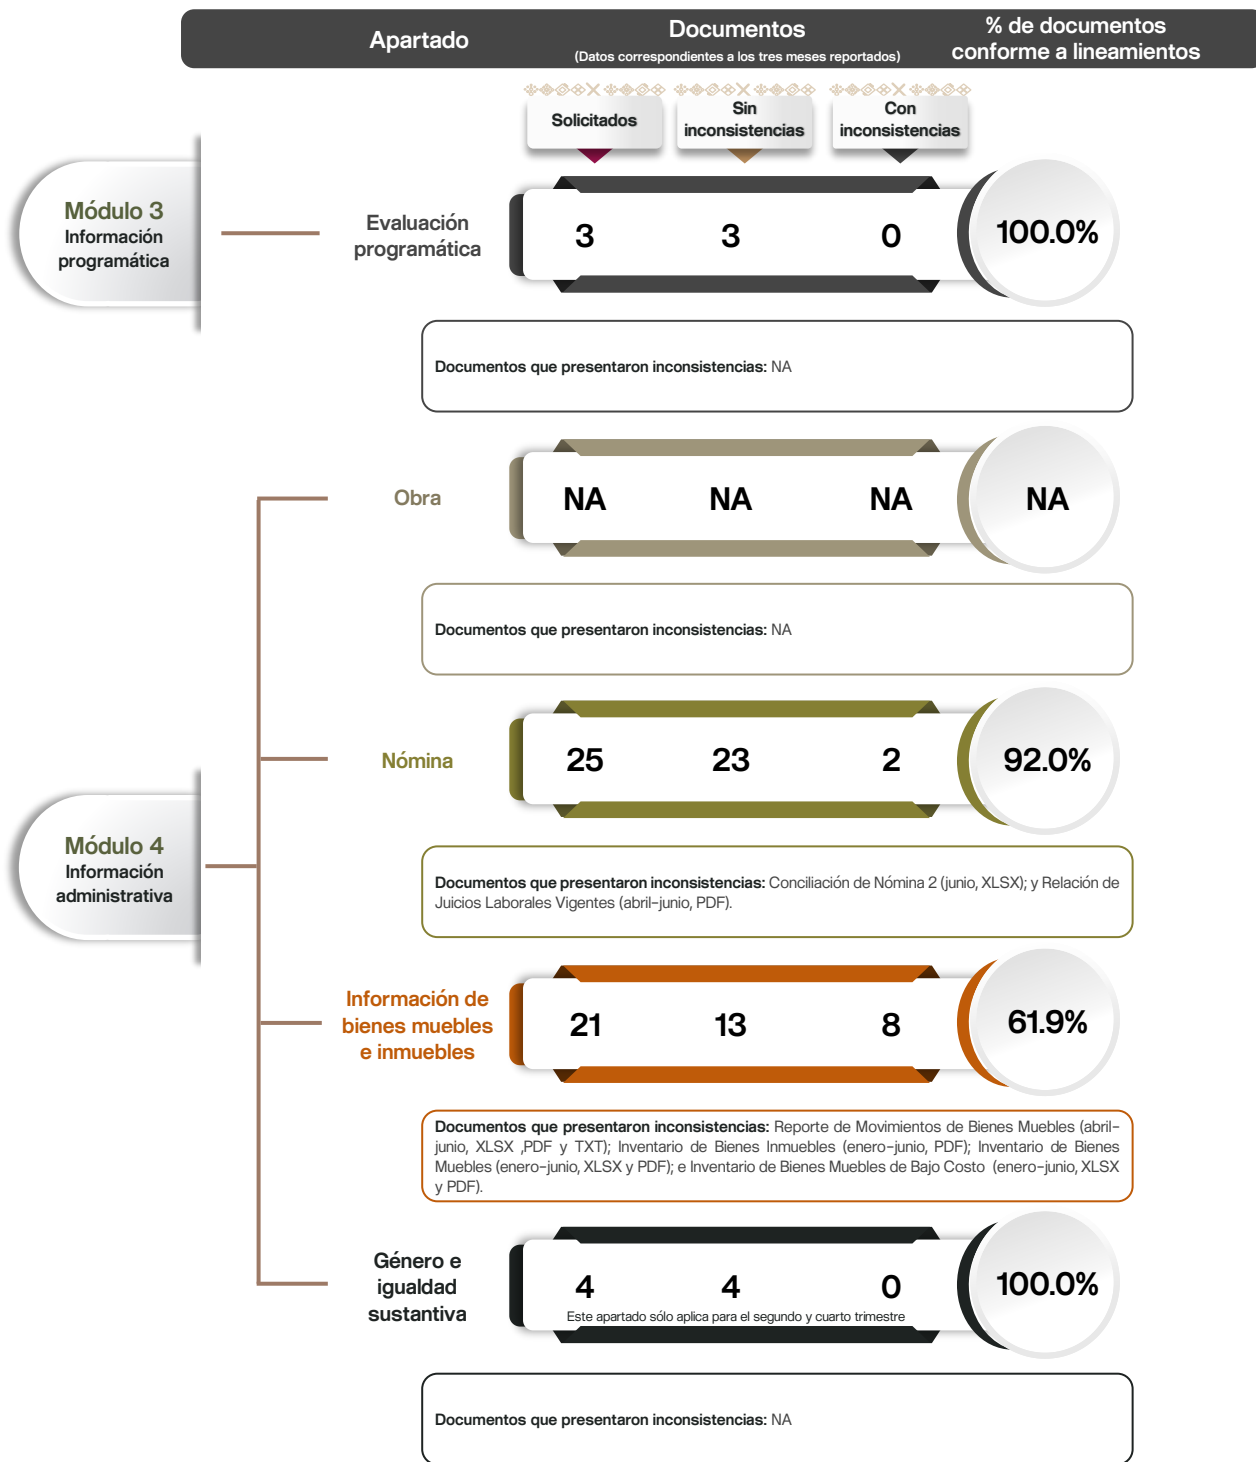 Apartado
Documentos
(Datos correspondientes a los tres meses reportados)
% de documentos
conforme a lineamientos
Solicitados
Sin
inconsistencias
Con
inconsistencias
Módulo 3
Información
programática
Evaluación
programática
3 3 0 100.0%
Documentos que presentaron inconsistencias: NA
Obra
NA NA NA NA
Documentos que presentaron inconsistencias: NA
Nómina
25 23 2 92.0%
Módulo 4
Información
administrativa
Documentos que presentaron inconsistencias: Conciliación de Nómina 2 (junio, XLSX); y Relación de
Juicios Laborales Vigentes (abril-junio, PDF).
Información de
bienes muebles
e inmuebles
21 13 8 61.9%
Documentos que presentaron inconsistencias: Reporte de Movimientos de Bienes Muebles (abril-
junio, XLSX ,PDF y TXT); Inventario de Bienes Inmuebles (enero-junio, PDF); Inventario de Bienes
Muebles (enero-junio, XLSX y PDF); e Inventario de Bienes Muebles de Bajo Costo (enero-junio, XLSX
y PDF).
Género e
igualdad
sustantiva
4 4 0 100.0%
Este apartado sólo aplica para el segundo y cuarto trimestre
Documentos que presentaron inconsistencias: NA